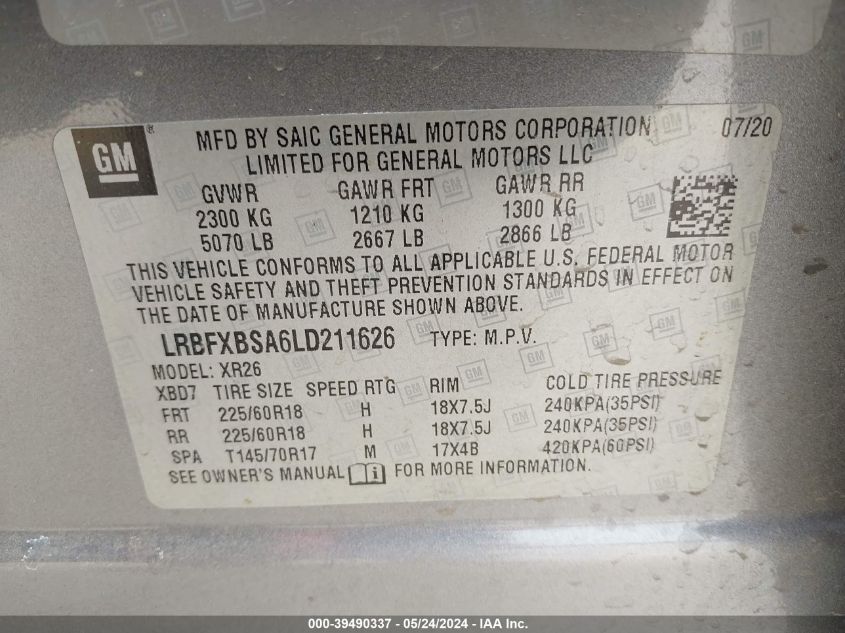 GM
®
MFD BY SAIC GENERAL MOTORS CORPORATION 07/20
LIMITED FOR GENERAL MOTORS LLC
GVWR GAWR FRT GAWR RR
2300 KG 1210 KG 1300 KG
5070 LB 2667 LB 2866 LB
THIS VEHICLE CONFORMS TO ALL APPLICABLE U.S. FEDERAL MOTOR
VEHICLE SAFETY AND THEFT PREVENTION STANDARDS IN EFFECT ON
THE DATE OF MANUFACTURE SHOWN ABOVE.
LRBFXBSA6LD211626 TYPE: M.P.V.
MODEL: XR26
XBD7 TIRE SIZE SPEED RTG RIM COLD TIRE PRESSURE
FRT 225/60R18 H 18X7.5J 240KPA(35PSI)
RR 225/60R18 H 18X7.5J 240KPA(35PSI)
SPA T145/70R17 M 17X4B 420KPA(60PSI)
SEE OWNER'S MANUAL i FOR MORE INFORMATION.
000-39490337 - 05/24/2024 - IAA Inc.